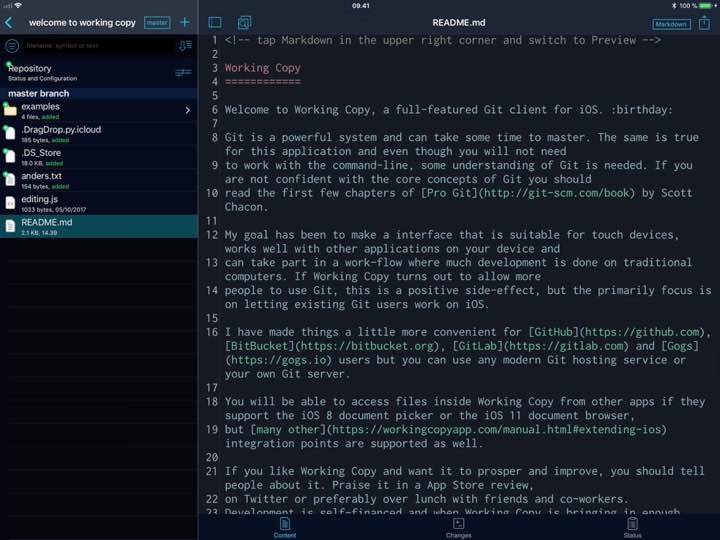 09.41
100 %
welcome to working copy
master
+
README.md
Markdown
filename, symbol or text
Repository
Status and Configuration
master branch
examples
4 files, added
.DragDrop.py.icloud
185 bytes, added
.DS_Store
18.0 KB, added
anders.txt
154 bytes, added
editing.js
1033 bytes, 05/10/2017
README.md
2.1 KB, 14.39
1 <!-- tap Markdown in the upper right corner and switch to Preview -->
2
3 Working Copy
4 ============
5
6 Welcome to Working Copy, a full-featured Git client for iOS. :birthday:
7
8 Git is a powerful system and can take some time to master. The same is true
for this application and even though you will not need
9 to work with the command-line, some understanding of Git is needed. If you
are not confident with the core concepts of Git you should
10 read the first few chapters of [Pro Git](http://git-scm.com/book) by Scott
Chacon.
11
12 My goal has been to make a interface that is suitable for touch devices,
works well with other applications on your device and
13 can take part in a work-flow where much development is done on traditional
computers. If Working Copy turns out to allow more
14 people to use Git, this is a positive side-effect, but the primarily focus is
on letting existing Git users work on iOS.
15
16 I have made things a little more convenient for [GitHub](https://github.com),
[BitBucket](https://bitbucket.org), [GitLab](https://gitlab.com) and [Gogs]
(https://gogs.io) users but you can use any modern Git hosting service or
your own Git server.
17
18 You will be able to access files inside Working Copy from other apps if they
support the iOS 8 document picker or the iOS 11 document browser,
19 but [many other](https://workingcopyapp.com/manual.html#extending-ios)
integration points are supported as well.
20
21 If you like Working Copy and want it to prosper and improve, you should tell
people about it. Praise it in a App Store review,
22 on Twitter or preferably over lunch with friends and co-workers.
23 Development is self-financed and when Working Copy is bringing in enough
Content
Changes
Status